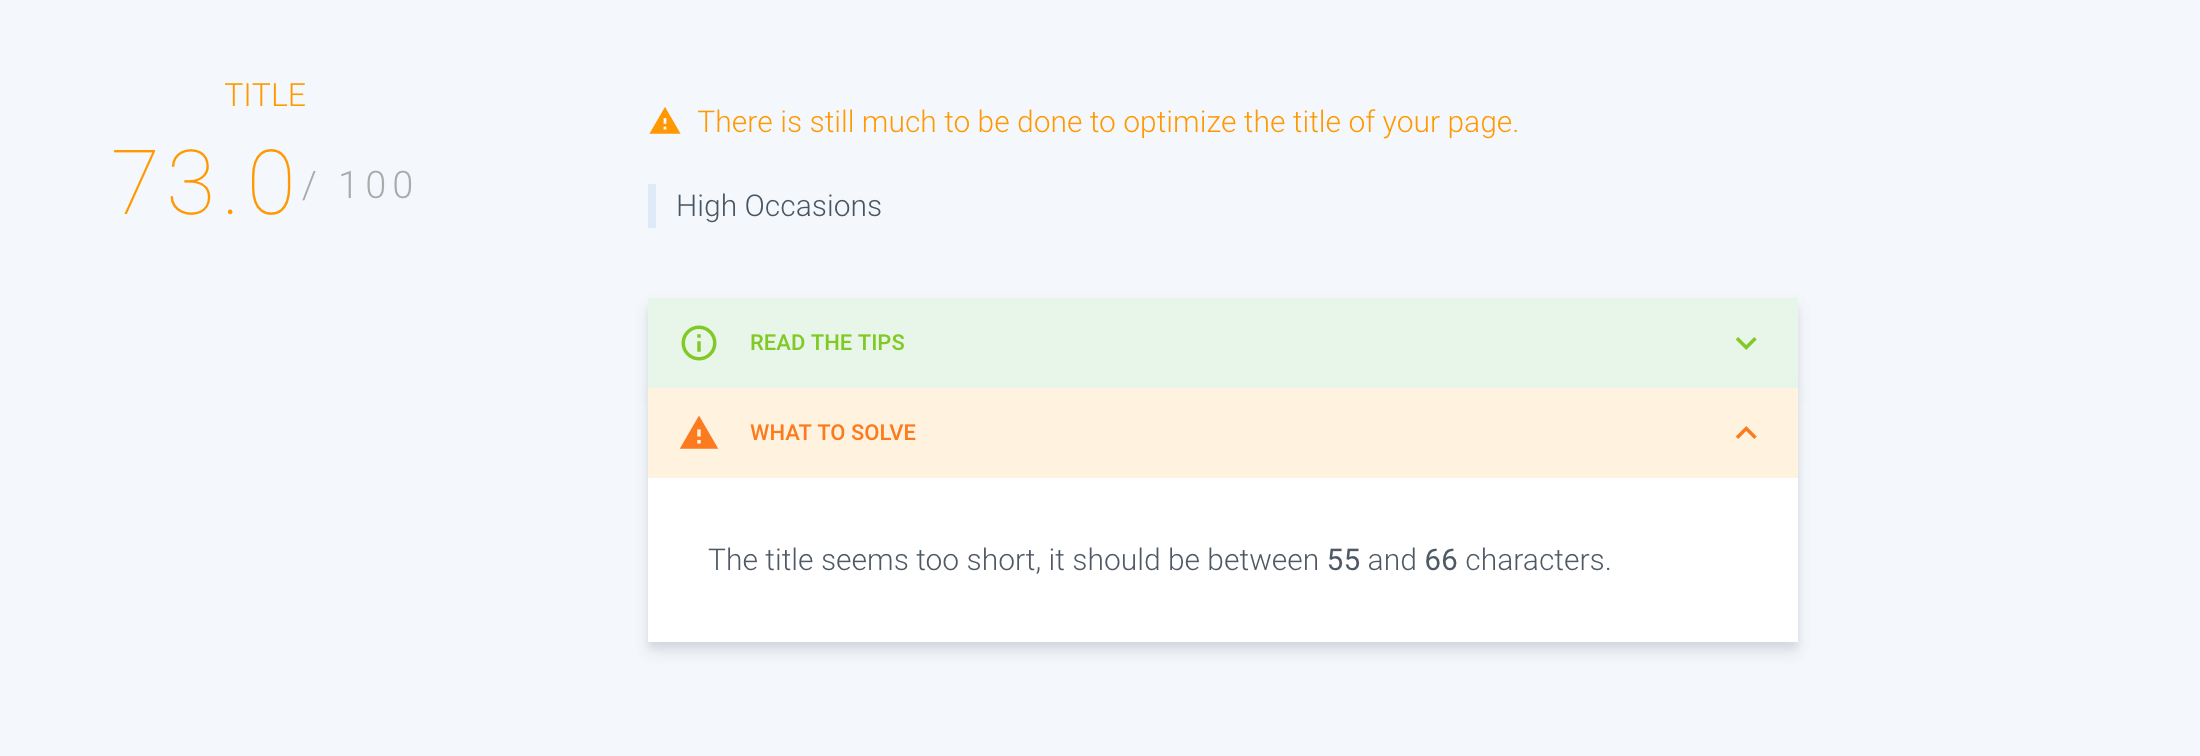 TITLE
73.0/ 100
There is still much to be done to optimize the title of your page.
High Occasions
READ THE TIPS
WHAT TO SOLVE
The title seems too short, it should be between 55 and 66 characters.